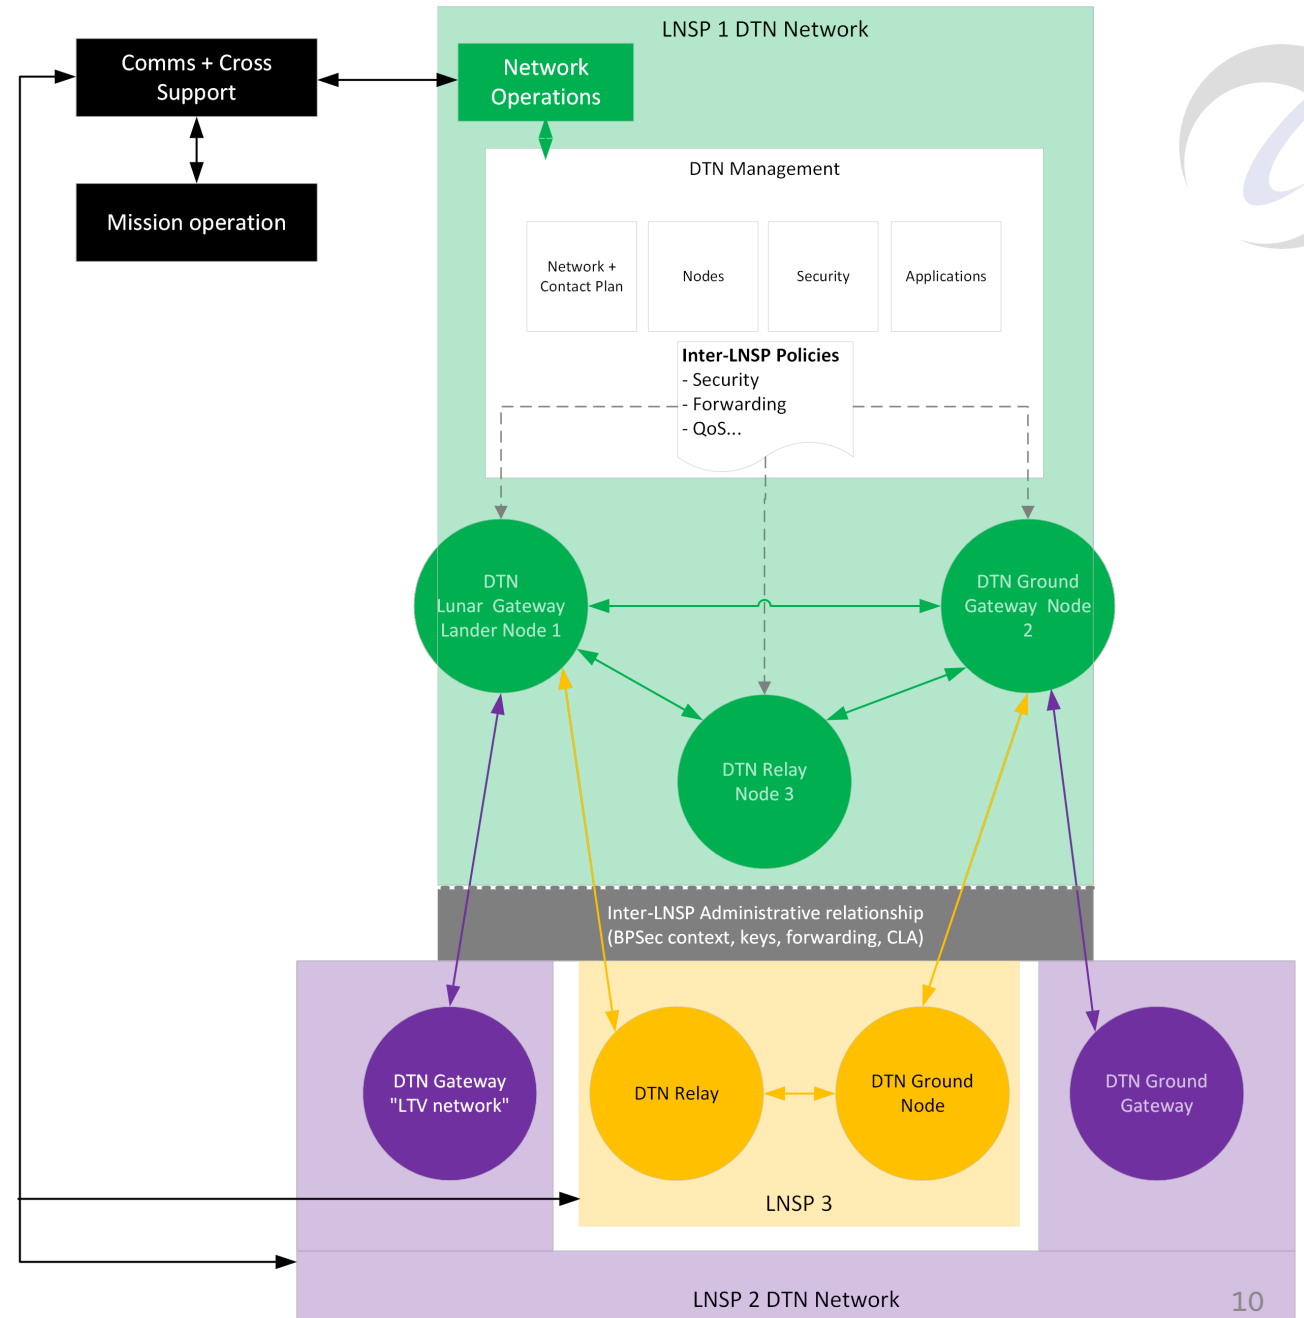 LNSP 1 DTN Network
Comms + Cross
Support
Network
Operations
Mission operation
DTN Management
Network +
Contact Plan
Nodes
Security
Applications
Inter-LNSP Policies
- Security
- Forwarding
- QoS...
DTN
Lunar Gateway
Lander Node 1
DTN Ground
Gateway Node
2
DTN Relay
Node 3
Inter-LNSP Administrative relationship
(BPSec context, keys, forwarding, CLA)
DTN Gateway
"LTV network"
DTN Relay
DTN Ground
Node
DTN Ground
Gateway
LNSP 3
LNSP 2 DTN Network
10